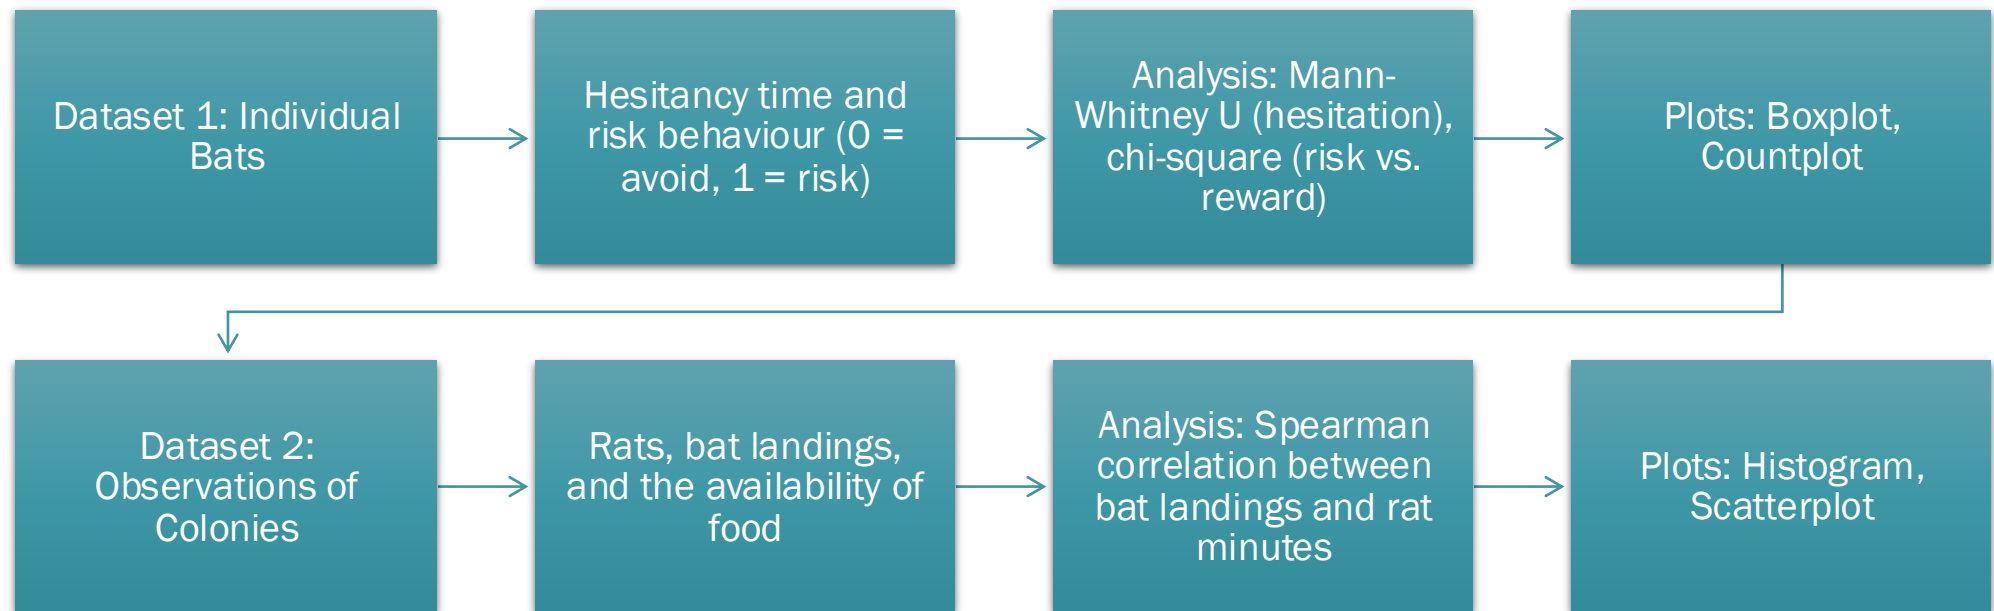 Dataset 1: Individual
Bats
Hesitancy time and
risk behaviour (0 =
avoid, 1 = risk)
Analysis: Mann-
Whitney U (hesitation),
chi-square (risk vs.
reward)
Plots: Boxplot,
Countplot
Dataset 2:
Observations of
Colonies
Rats, bat landings,
and the availability of
food
Analysis: Spearman
correlation between
bat landings and rat
minutes
Plots: Histogram,
Scatterplot